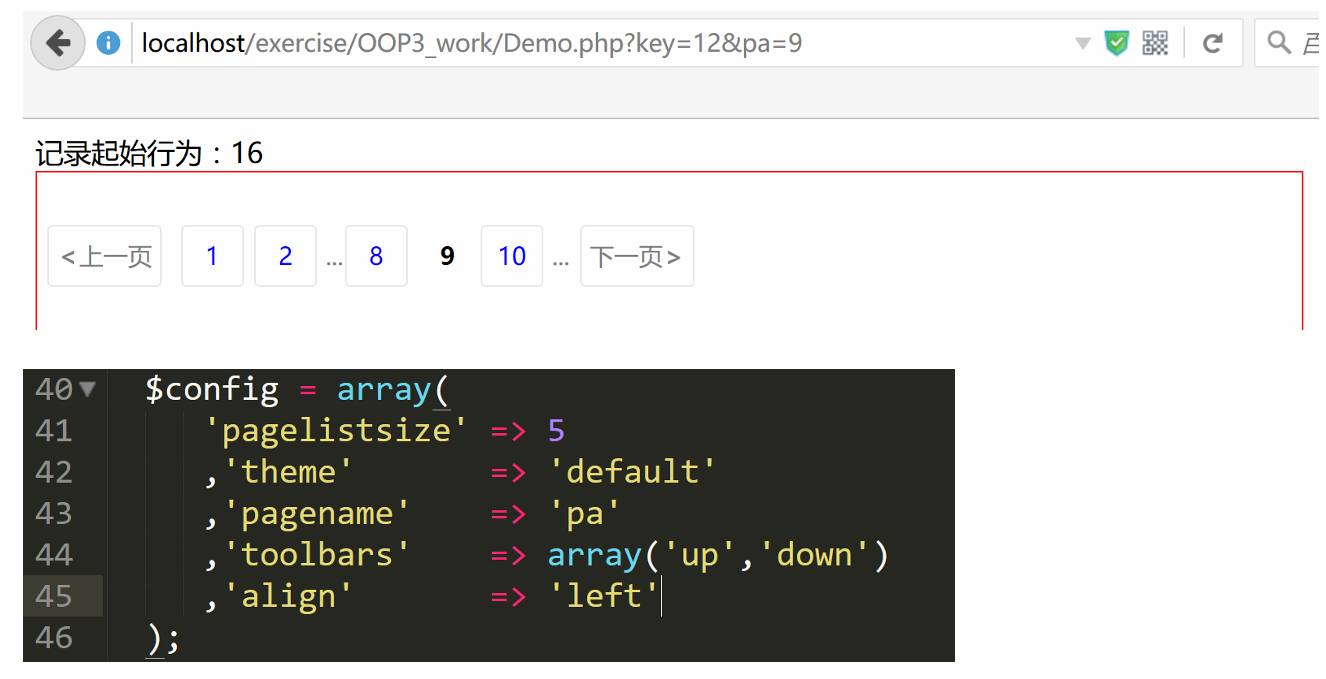 localhost/exercise/OOP3_work/Demo.php?key=12&pa=9
记录起始行为：16
<上一页 1 2 ... 8 9 10 ... 下一页>
40 $config = array(
41 'pagelistsize' => 5
42 ,'theme' => 'default'
43 ,'pagename' => 'pa'
44 ,'toolbars' => array('up','down')
45 ,'align' => 'left'
46 );